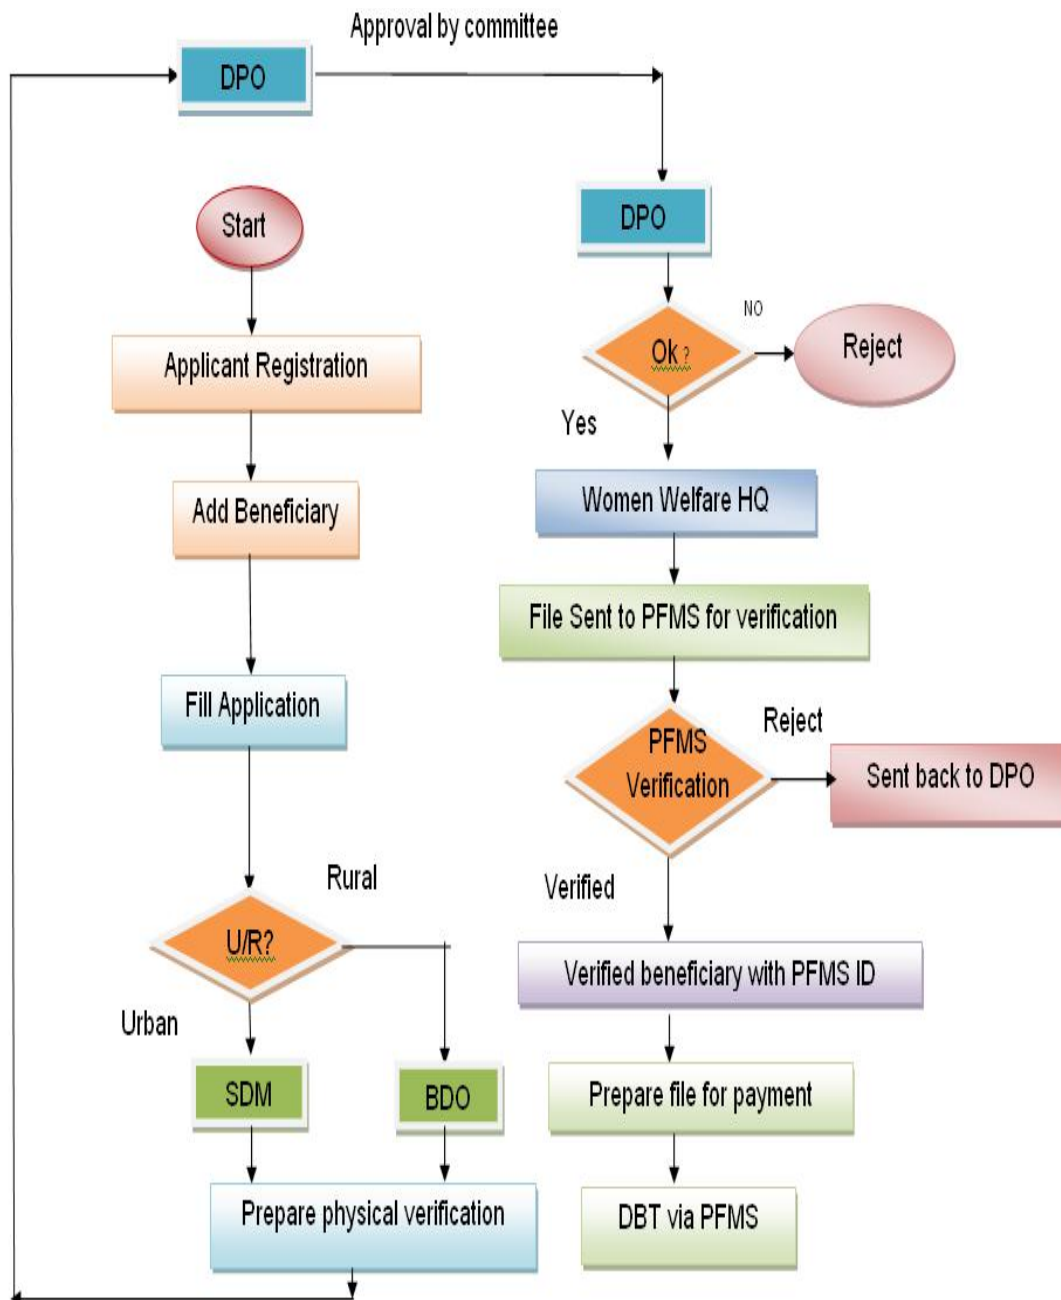 Approval by committee
DPO
Start
Applicant Registration
Add Beneficiary
Fill Application
Rural
U/R?
Urban
SDM
BDO
Prepare physical verification
DPO
NO
Ok ?
Reject
Yes
Women Welfare HQ
File Sent to PFMS for verification
Reject
PFMS
Verification
Sent back to DPO
Verified
Verified beneficiary with PFMS ID
Prepare file for payment
DBT via PFMS